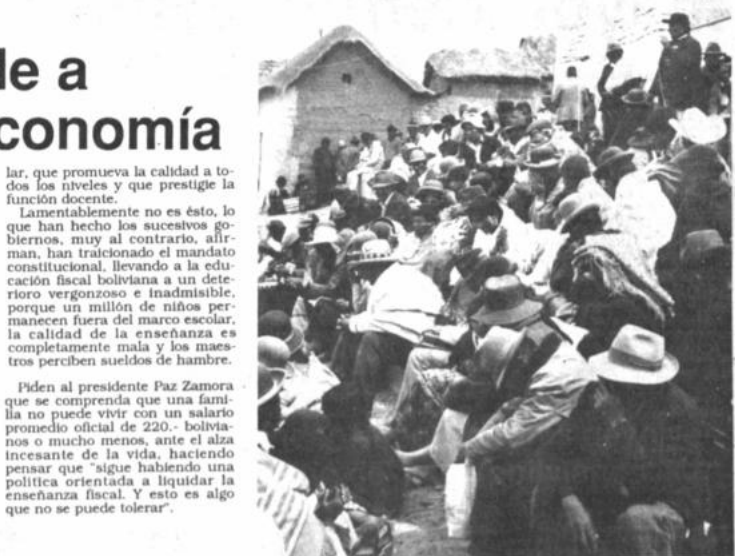 le a
conomía
lar, que promueva la calidad a to-
dos los niveles y que prestigie la
función docente.
Lamentablemente no es ésto, lo
que han hecho los sucesivos go-
biernos, muy al contrario, afir-
man, han traicionado el mandato
constitucional, llevando a la edu-
cación fiscal boliviana a un dete-
rioro vergonzoso e inadmisible,
porque un millón de niños per-
manecen fuera del marco escolar,
la calidad de la enseñanza es
completamente mala y los maes-
tros perciben sueldos de hambre.
Piden al presidente Paz Zamora
que se comprenda que una fami-
lia no puede vivir con un salario
promedio oficial de 220.- bolivia-
nos o mucho menos, ante el alza
incesante de la vida, haciendo
pensar que "sigue habiendo una
política orientada a liquidar la
enseñanza fiscal. Y esto es algo
que no se puede tolerar".